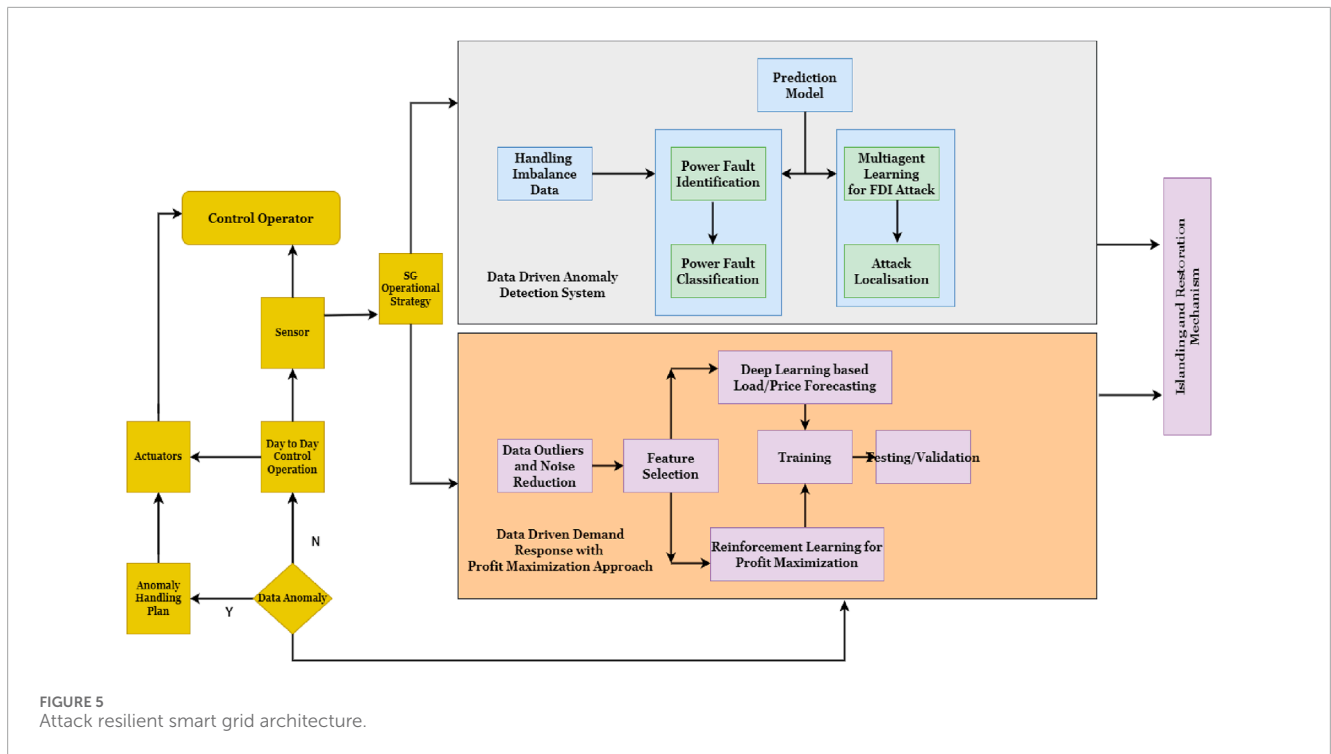 Prediction
Model
Handling
Imbalance
Data
Power Fault
Identification
Multiagent
Learning
for FDI Attack
Power Fault
Classification
Attack
Localisation
Data Driven Anomaly
Detection System
Control Operator
SG
Operational
Strategy
Sensor
Actuators
Day to Day
Control
Operation
N
Anomaly
Handling
Plan
Y
Data Anomaly
Deep Learning based
Load/Price Forecasting
Data Outliers
and Noise
Reduction
Feature
Selection
Training
Testing/Validation
Data Driven Demand
Response with
Profit Maximization Approach
Reinforcement Learning for
Profit Maximization
Islanding and Restoration
Mechanism
FIGURE 5
Attack resilient smart grid architecture.